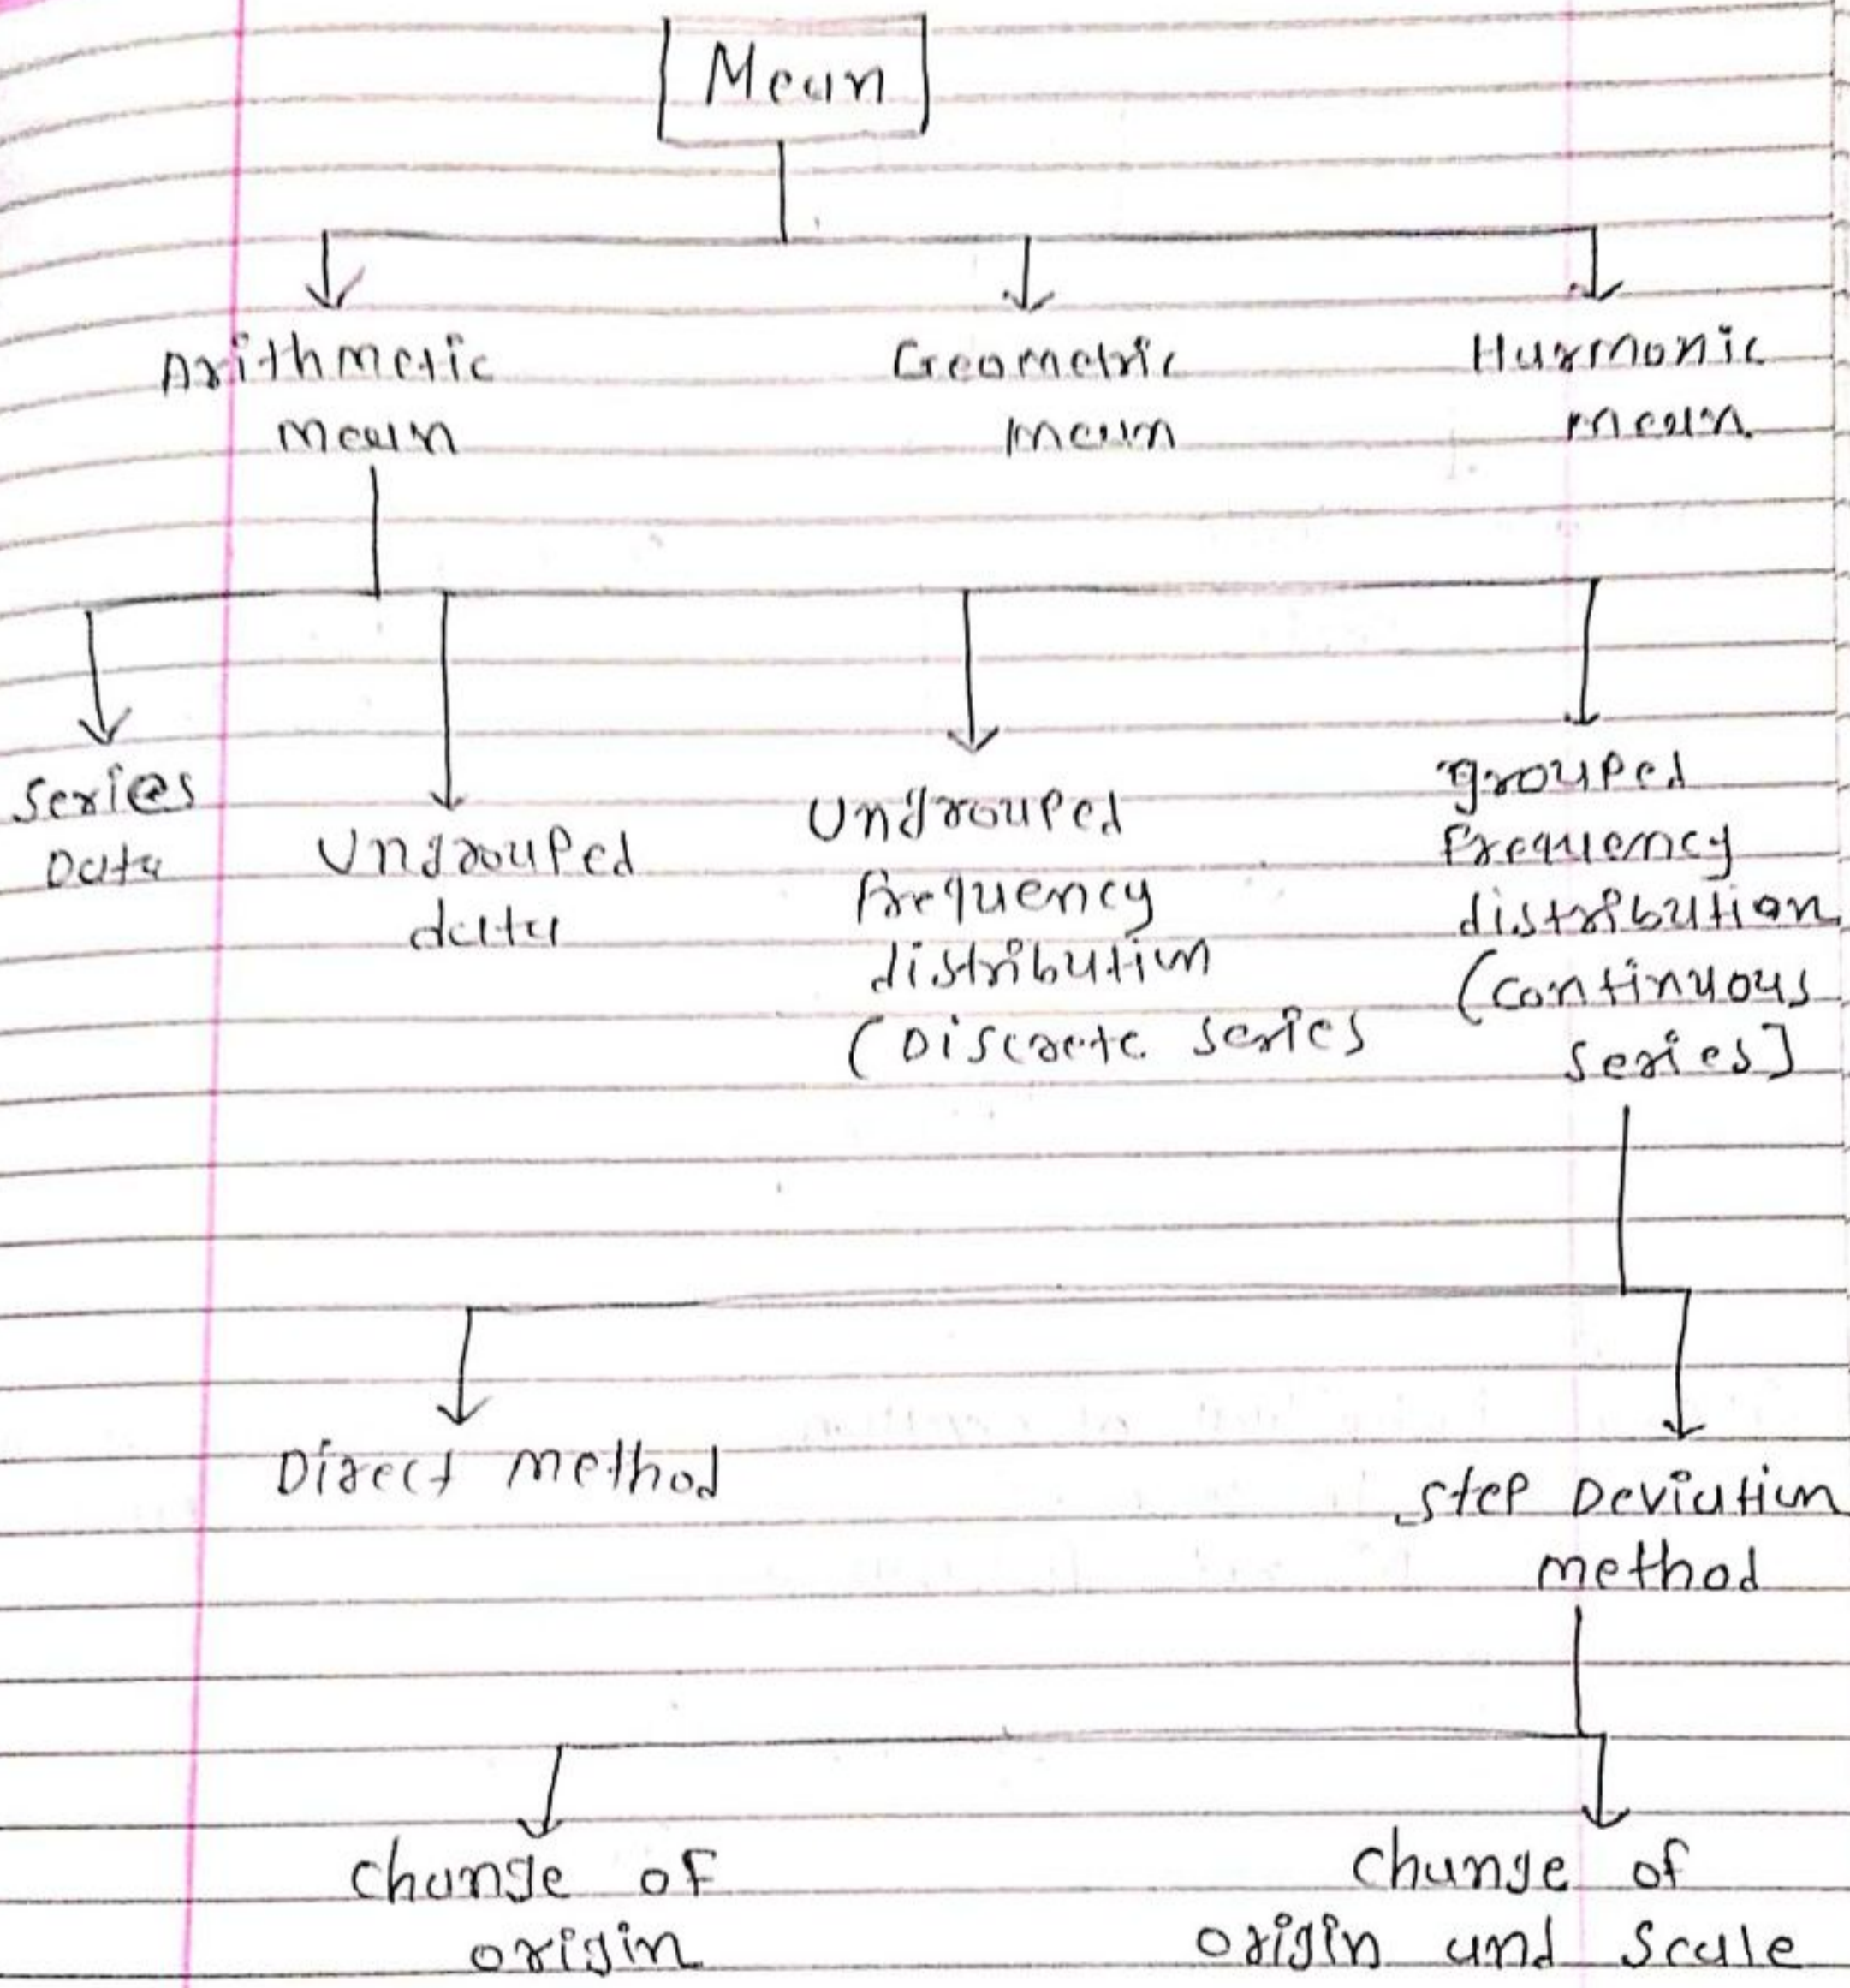 Mean
Arithmetic
mean
Geometric
mean
Harmonic
mean
Series
Data
Ungrouped
data
Ungrouped
frequency
distribution
(Discrete series
grouped
frequency
distribution
(continuous
series]
Direct method
Step Deviation
method
change of
origin
change of
origin and scale